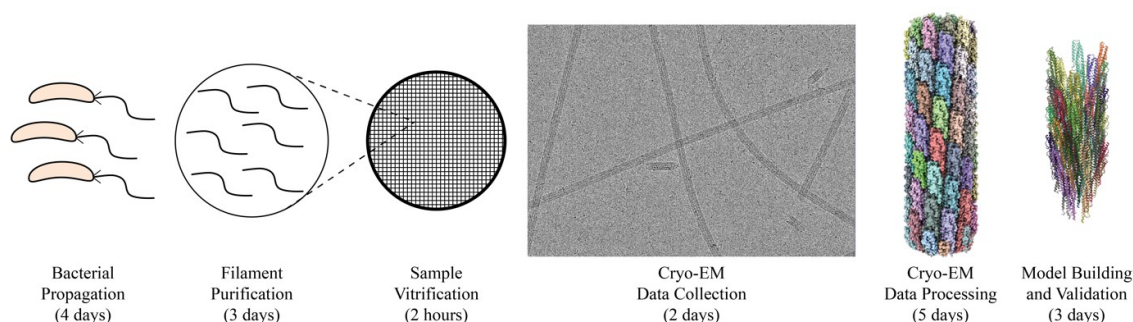 Bacterial
Propagation
(4 days)
Filament
Purification
(3 days)
Sample
Vitrification
(2 hours)
Cryo-EM
Data Collection
(2 days)
Cryo-EM
Data Processing
(5 days)
Model Building
and Validation
(3 days)